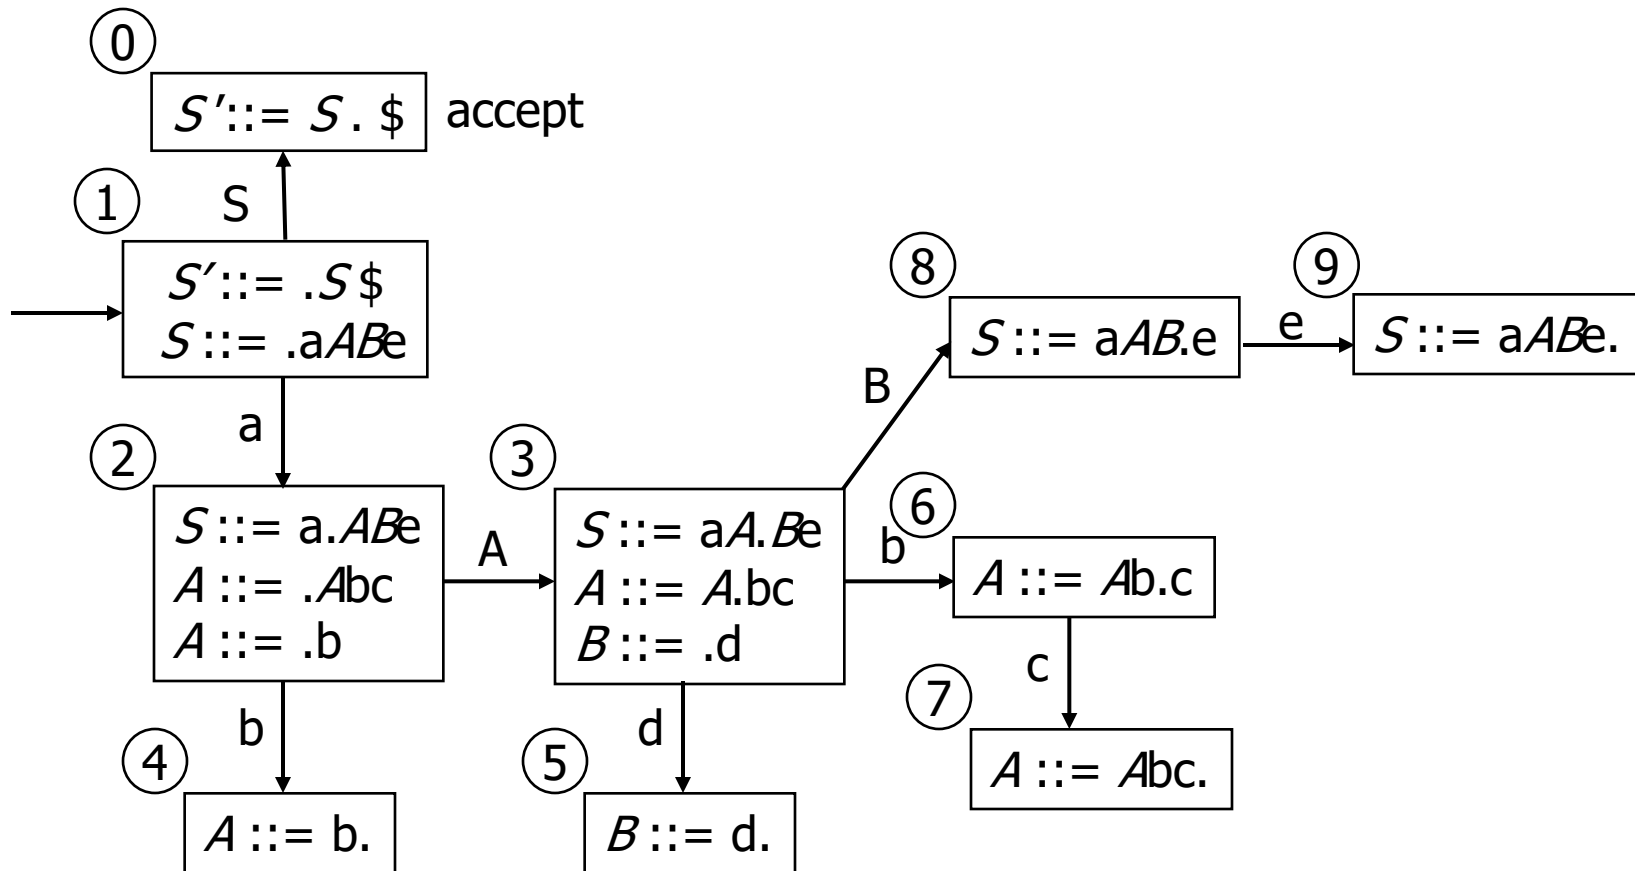 0
S'::= S . $ accept
1
S
S'::= .S $
S ::= .aABe
8
9
S ::= aAB.e
e
S ::= aABe.
B
a
2
3
6
S ::= a.ABe
A ::= .Abc
A ::= .b
A
S ::= aA.Be
A ::= A.bc
B ::= .d
b
A ::= Ab.c
c
7
A ::= Abc.
b
d
4
5
A ::= b.
B ::= d.